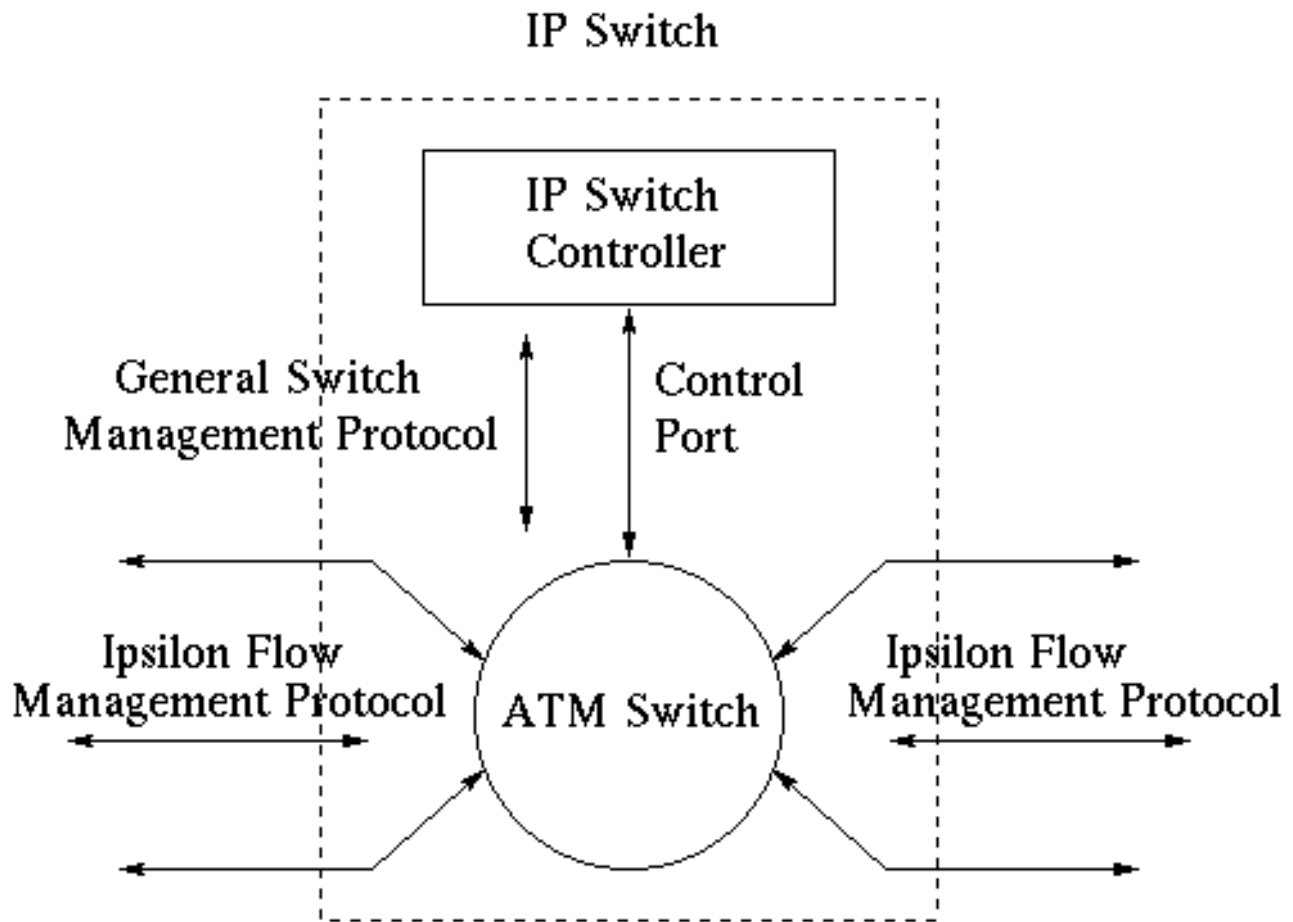 IP Switch
IP Switch
Controller
General Switch
Management Protocol
Control
Port
Ipsilon Flow
Management Protocol
ATM Switch
Ipsilon Flow
Management Protocol